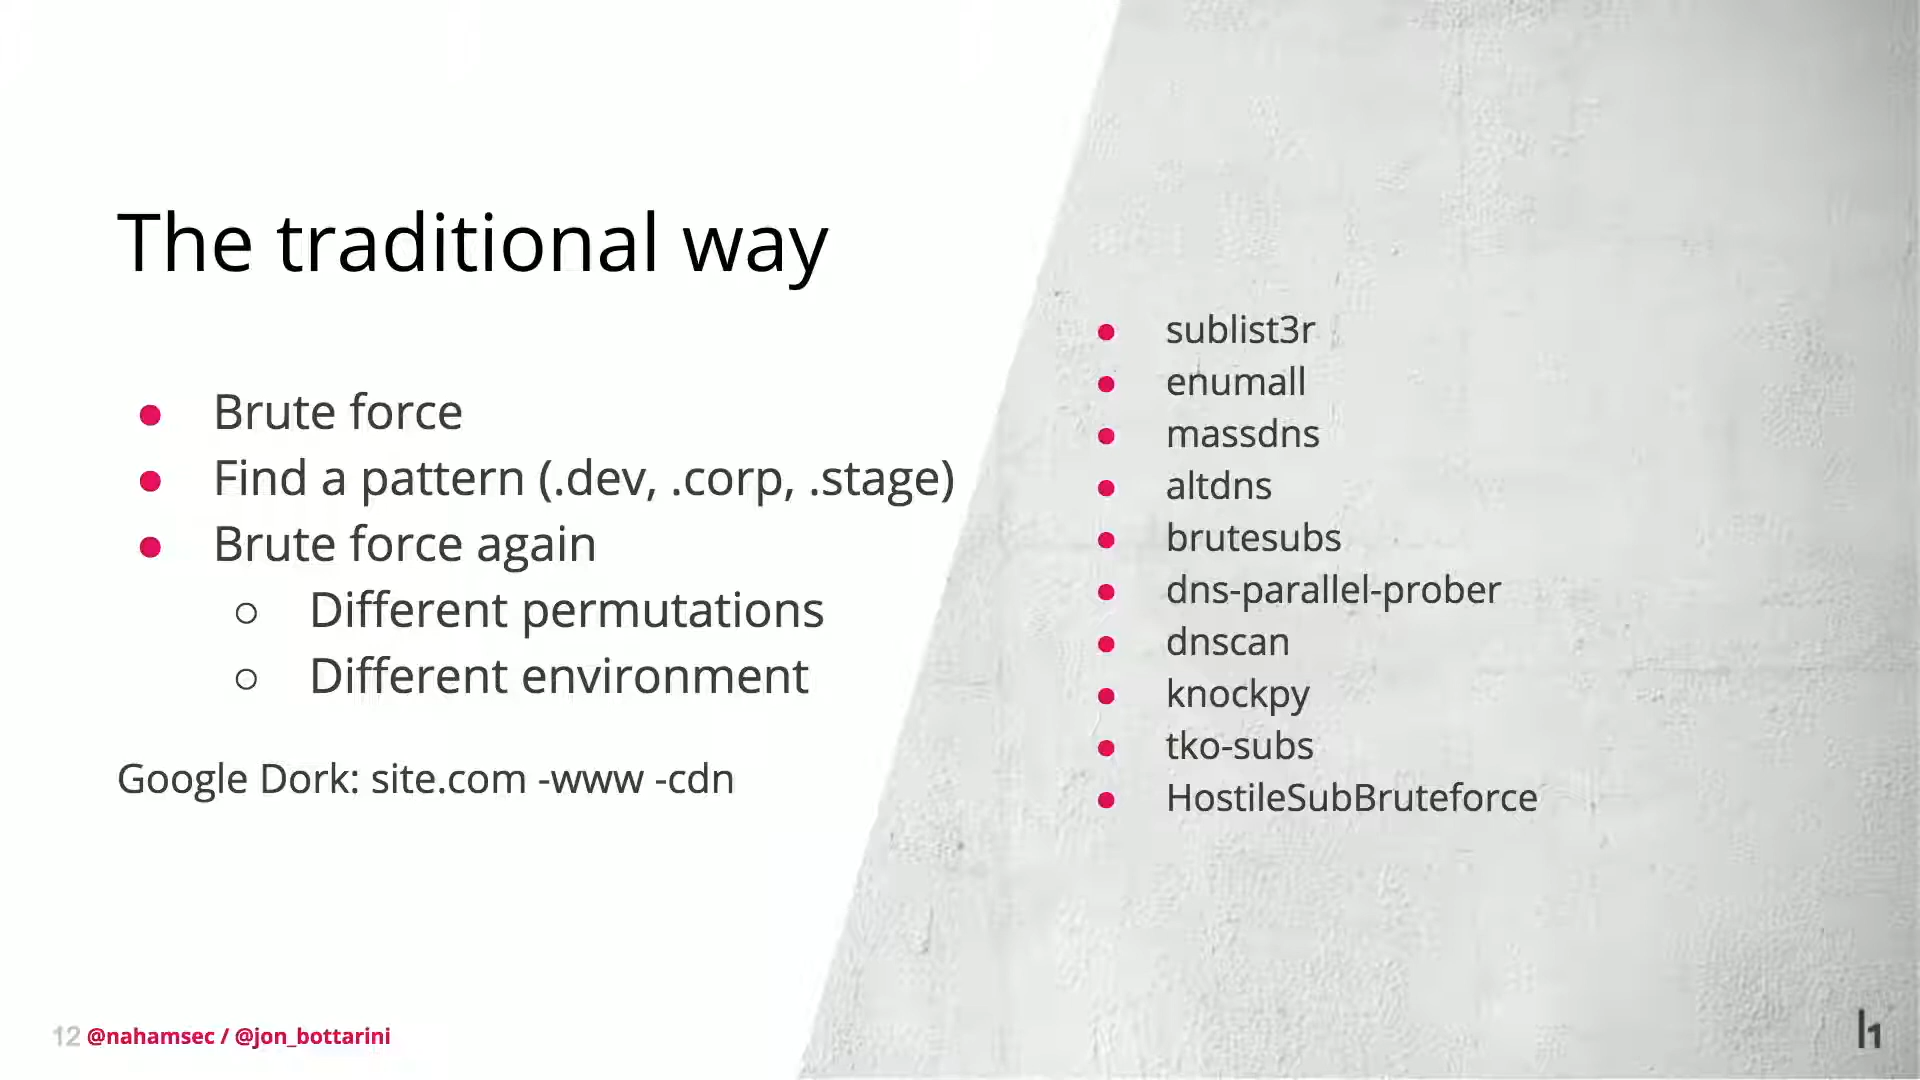 The traditional way
● Brute force
● Find a pattern (.dev, .corp, .stage)
● Brute force again
○ Different permutations
○ Different environment
Google Dork: site.com -www -cdn
● sublist3r
● enumall
● massdns
● altdns
● brutesubs
● dns-parallel-prober
● dnscan
● knockpy
● tko-subs
● HostileSubBruteforce
12 @nahamsec / @jon_bottarini
l1